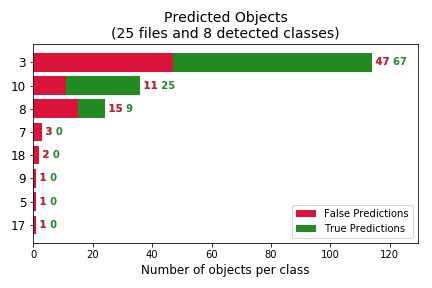 Predicted Objects
(25 files and 8 detected classes)
3 47 67
10 11 25
8 15 9
7 3 0
18 2 0
9 1 0
5 1 0
17 1 0
False Predictions
True Predictions
0 20 40 60 80 100 120
Number of objects per class